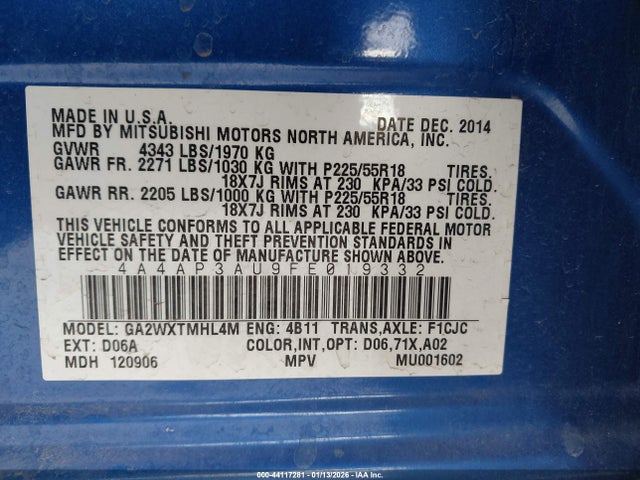 MADE IN U.S.A. DATE DEC. 2014
MFD BY MITSUBISHI MOTORS NORTH AMERICA, INC.
GVWR 4343 LBS/1970 KG
GAWR FR. 2271 LBS/1030 KG WITH P225/55R18 TIRES.
18X7J RIMS AT 230 KPA/33 PSI COLD.
GAWR RR. 2205 LBS/1000 KG WITH P225/55R18 TIRES.
18X7J RIMS AT 230 KPA/33 PSI COLD.
THIS VEHICLE CONFORMS TO ALL APPLICABLE FEDERAL MOTOR
VEHICLE SAFETY AND THEFT PREVENTION STANDARDS IN
EFFECT ON THE DATE OF MANUFACTURE SHOWN ABOVE.
4A4AP3AU9FE019332
MODEL: GA2WXTMHL4M ENG: 4B11 TRANS,AXLE: F1CJC
EXT: D06A COLOR,INT,OPT: D06,71X,A02
MDH 120906 MPV MU001602
000-44117281 - 01/13/2026 - IAA Inc.